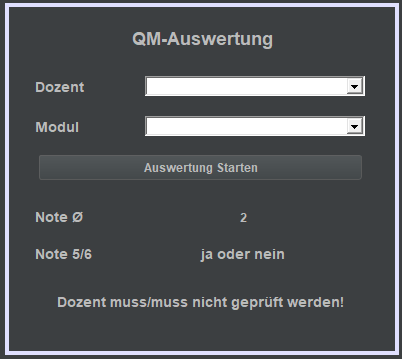 QM-Auswertung
Dozent
Modul
Auswertung Starten
Note Ø 2
Note 5/6 ja oder nein
Dozent muss/muss nicht geprüft werden!